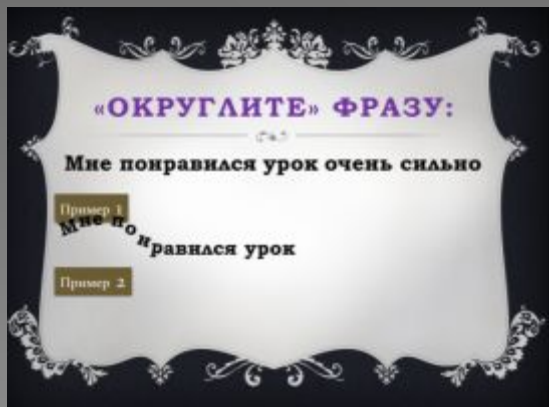 «ОКРУГЛИТЕ» ФРАЗУ:
Мне понравился урок очень сильно
Пример 1
Мне понравился урок
Пример 2